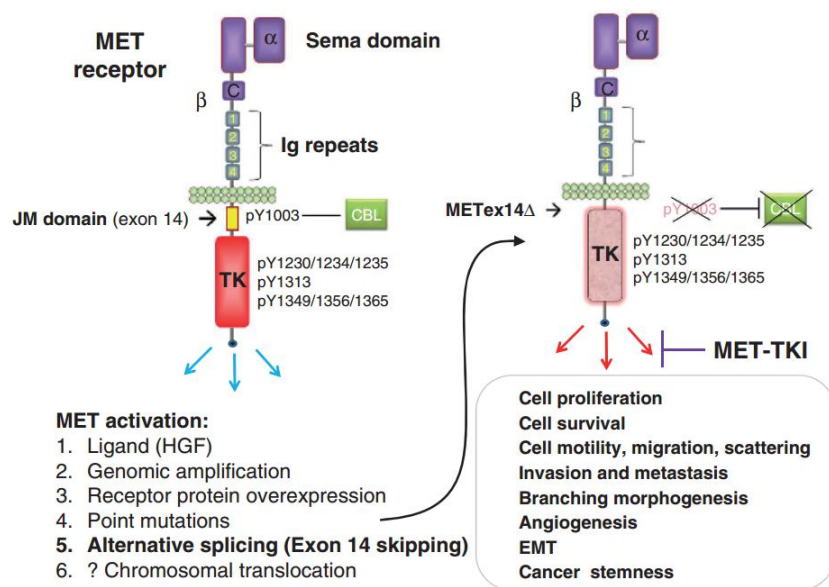 MET
receptor
Sema domain
α
β
C
1
2
3
4
Ig repeats
JM domain (exon 14)
pY1003
CBL
TK
pY1230/1234/1235
pY1313
pY1349/1356/1365
MET activation:
1. Ligand (HGF)
2. Genomic amplification
3. Receptor protein overexpression
4. Point mutations
5. Alternative splicing (Exon 14 skipping)
6. ? Chromosomal translocation
α
β
C
1
2
3
4
METex14Δ
pY1003
CBL
TK
pY1230/1234/1235
pY1313
pY1349/1356/1365
MET-TKI
Cell proliferation
Cell survival
Cell motility, migration, scattering
Invasion and metastasis
Branching morphogenesis
Angiogenesis
EMT
Cancer stemness